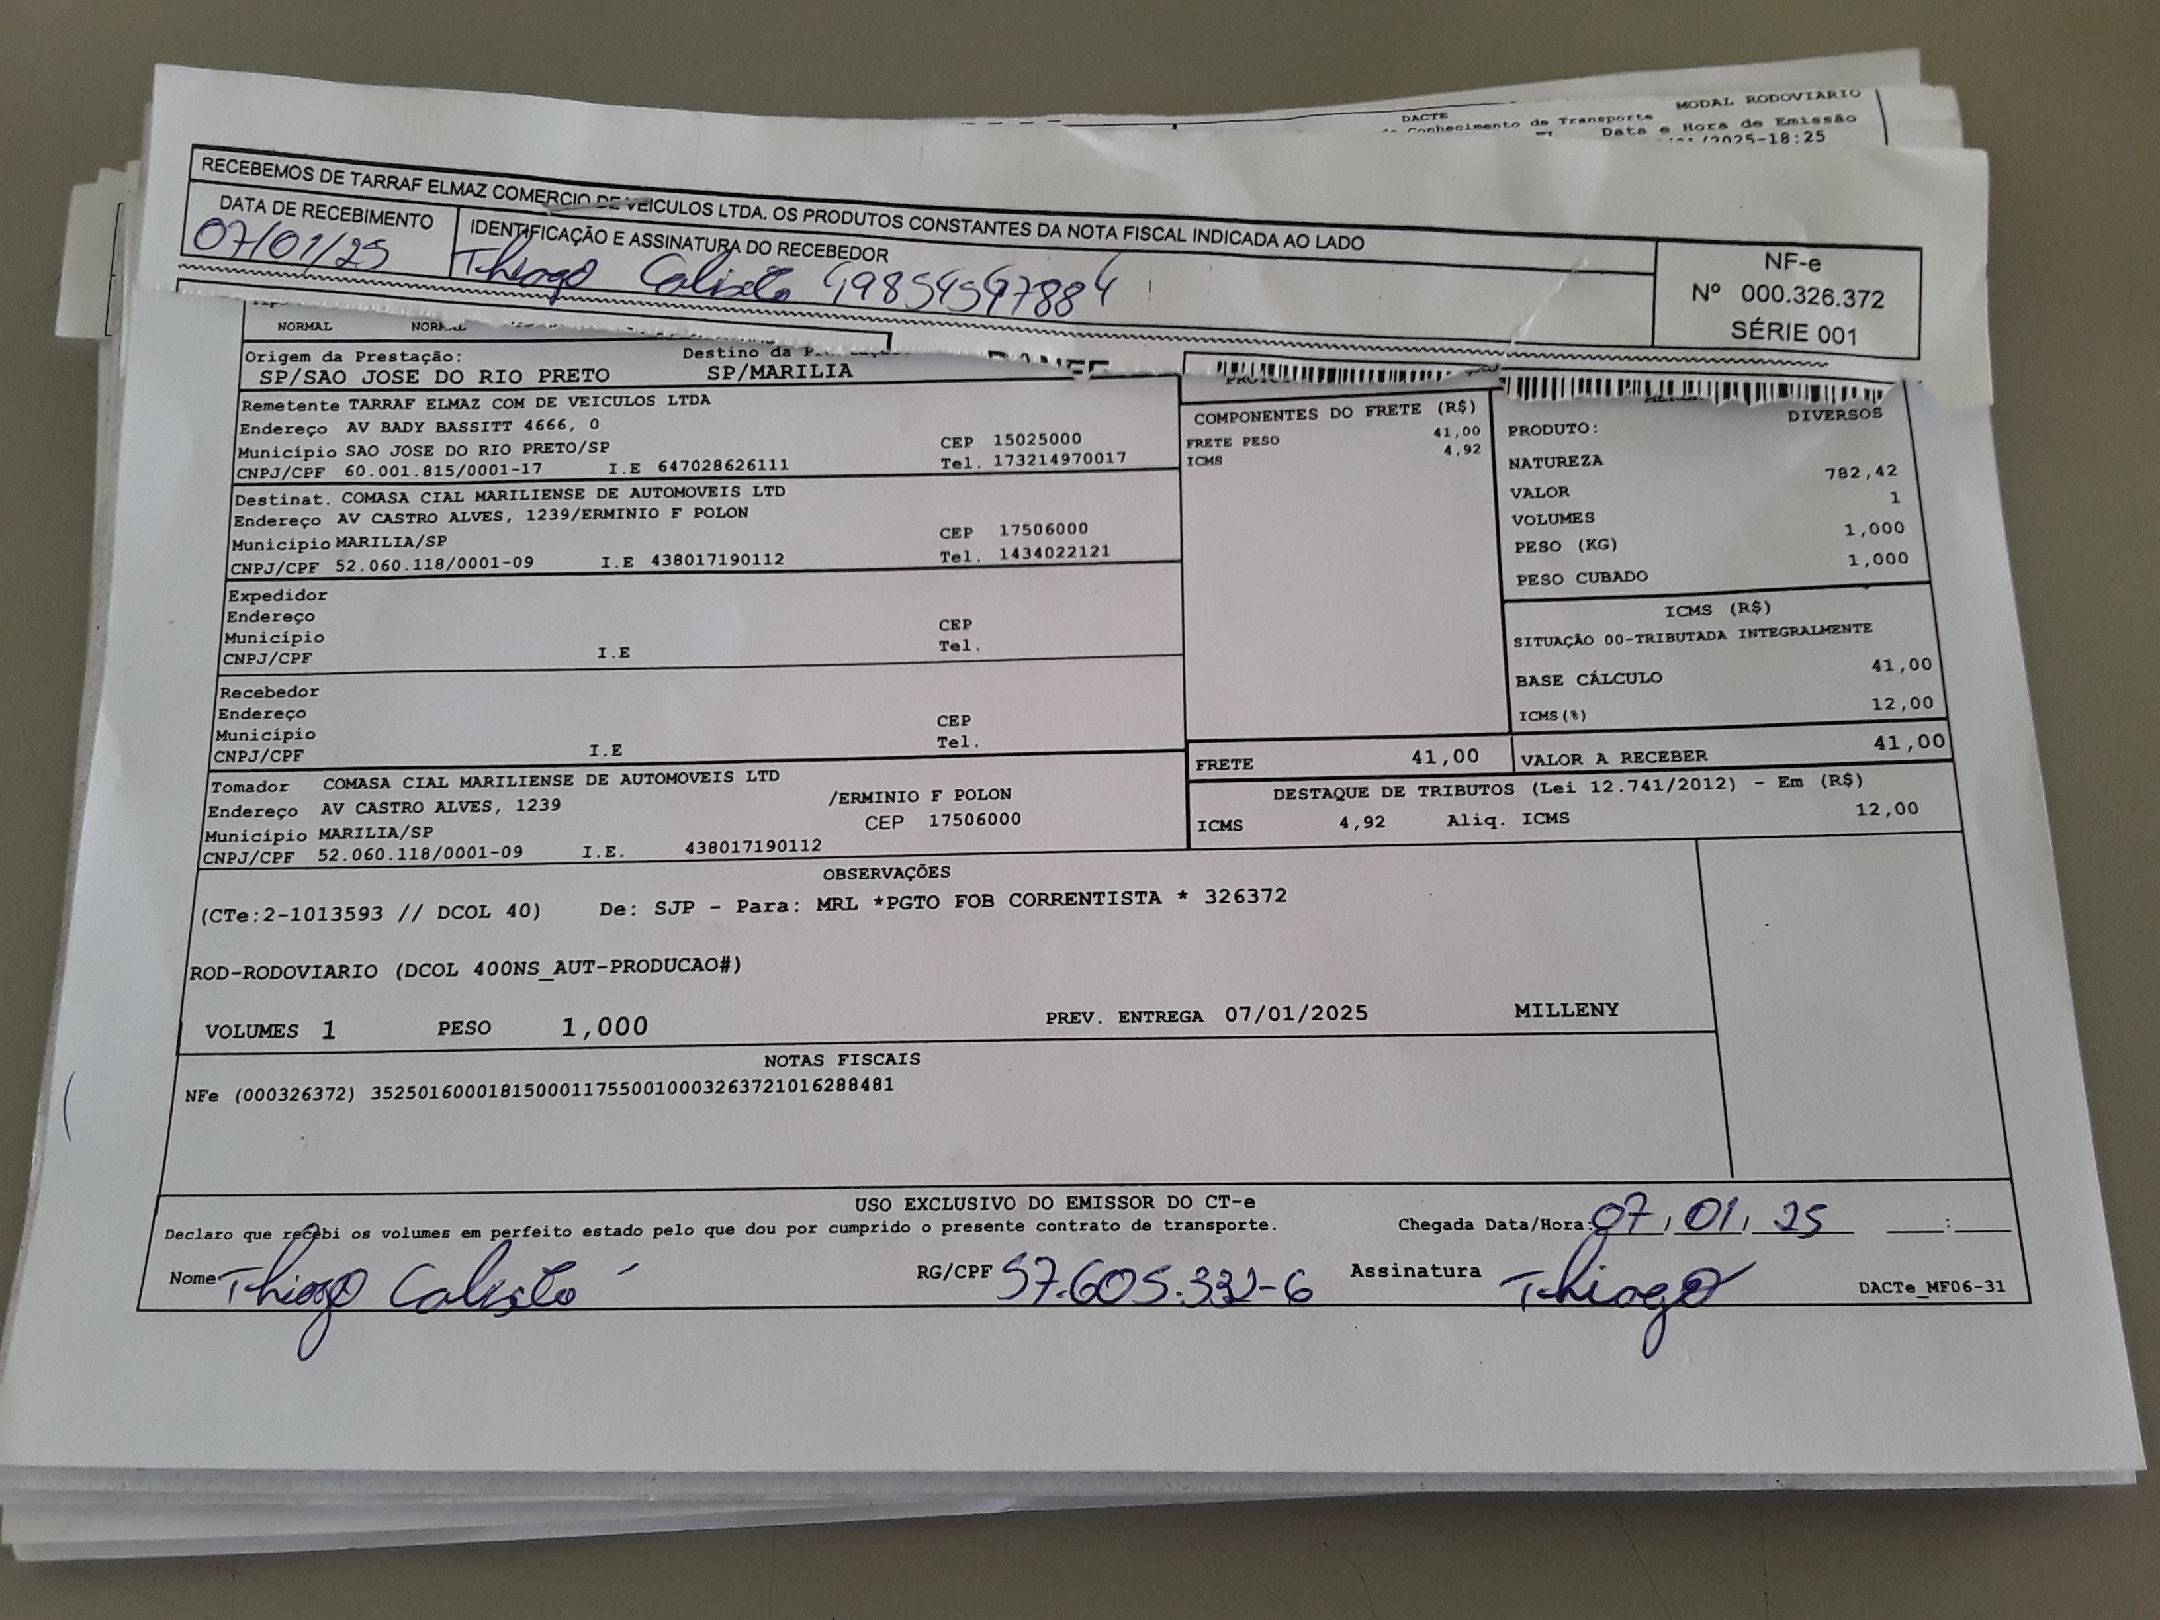 DACTE
MODAL RODOVIARIO
Conhecimento de Transporte
Data e Hora de Emissão
/2025-18:25
RECEBEMOS DE TARRAF ELMAZ COMERCIO DE VEICULOS LTDA. OS PRODUTOS CONSTANTES DA NOTA FISCAL INDICADA AO LADO
DATA DE RECEBIMENTO
07/01/25
IDENTIFICAÇÃO E ASSINATURA DO RECEBEDOR
Thiago Calixto 49854597884
NF-e
Nº 000.326.372
SÉRIE 001
NORMAL
Origem da Prestação: Destino da
SP/SAO JOSE DO RIO PRETO SP/MARILIA
Remetente TARRAF ELMAZ COM DE VEICULOS LTDA
Endereço AV BADY BASSITT 4666, 0
Município SAO JOSE DO RIO PRETO/SP CEP 15025000
CNPJ/CPF 60.001.815/0001-17 I.E 647028626111 Tel. 173214970017
Destinat. COMASA CIAL MARILIENSE DE AUTOMOVEIS LTD
Endereço AV CASTRO ALVES, 1239/ERMINIO F POLON
Município MARILIA/SP CEP 17506000
CNPJ/CPF 52.060.118/0001-09 I.E 438017190112 Tel. 1434022121
Expedidor
Endereço
Município CEP
CNPJ/CPF I.E Tel.
Recebedor
Endereço
Município CEP
CNPJ/CPF I.E Tel.
Tomador COMASA CIAL MARILIENSE DE AUTOMOVEIS LTD
Endereço AV CASTRO ALVES, 1239 /ERMINIO F POLON
Município MARILIA/SP CEP 17506000
CNPJ/CPF 52.060.118/0001-09 I.E. 438017190112
COMPONENTES DO FRETE (R$)
FRETE PESO 41,00
ICMS 4,92
PRODUTO: DIVERSOS
NATUREZA
VALOR 782,42
VOLUMES 1
PESO (KG) 1,000
PESO CUBADO 1,000
ICMS (R$)
SITUAÇÃO 00-TRIBUTADA INTEGRALMENTE
BASE CÁLCULO 41,00
ICMS(%) 12,00
FRETE 41,00 VALOR A RECEBER 41,00
DESTAQUE DE TRIBUTOS (Lei 12.741/2012) - Em (R$)
ICMS 4,92 Aliq. ICMS 12,00
OBSERVAÇÕES
(CTe:2-1013593 // DCOL 40) De: SJP - Para: MRL *PGTO FOB CORRENTISTA * 326372
ROD-RODOVIARIO (DCOL 400NS_AUT-PRODUCAO#)
VOLUMES 1 PESO 1,000 PREV. ENTREGA 07/01/2025 MILLENY
NOTAS FISCAIS
NFe (000326372) 35250160001815000117550010003263721016288481
USO EXCLUSIVO DO EMISSOR DO CT-e
Declaro que recebi os volumes em perfeito estado pelo que dou por cumprido o presente contrato de transporte. Chegada Data/Hora: 07/01/25 __:__
Nome Thiago Calixto RG/CPF 57.605.332-6 Assinatura Thiago DACTe_MF06-31